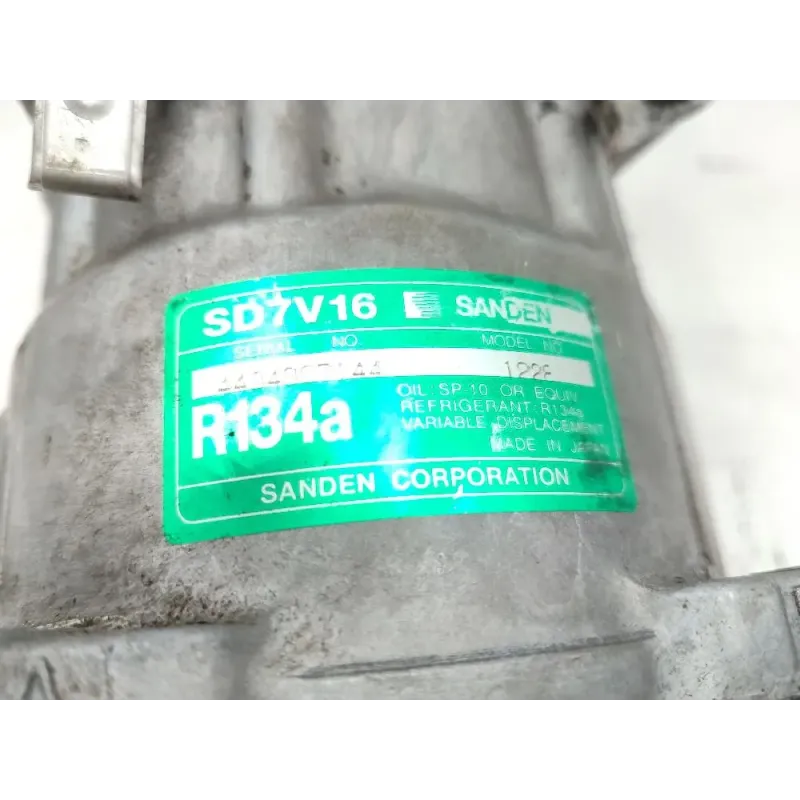 SD7V16 SANDEN
SERIAL NO. MODEL NO.
OIL: SP-10 OR EQUIV
R134a
REFRIGERANT: R134a
VARIABLE DISPLACEMENT
MADE IN JAPAN
SANDEN CORPORATION